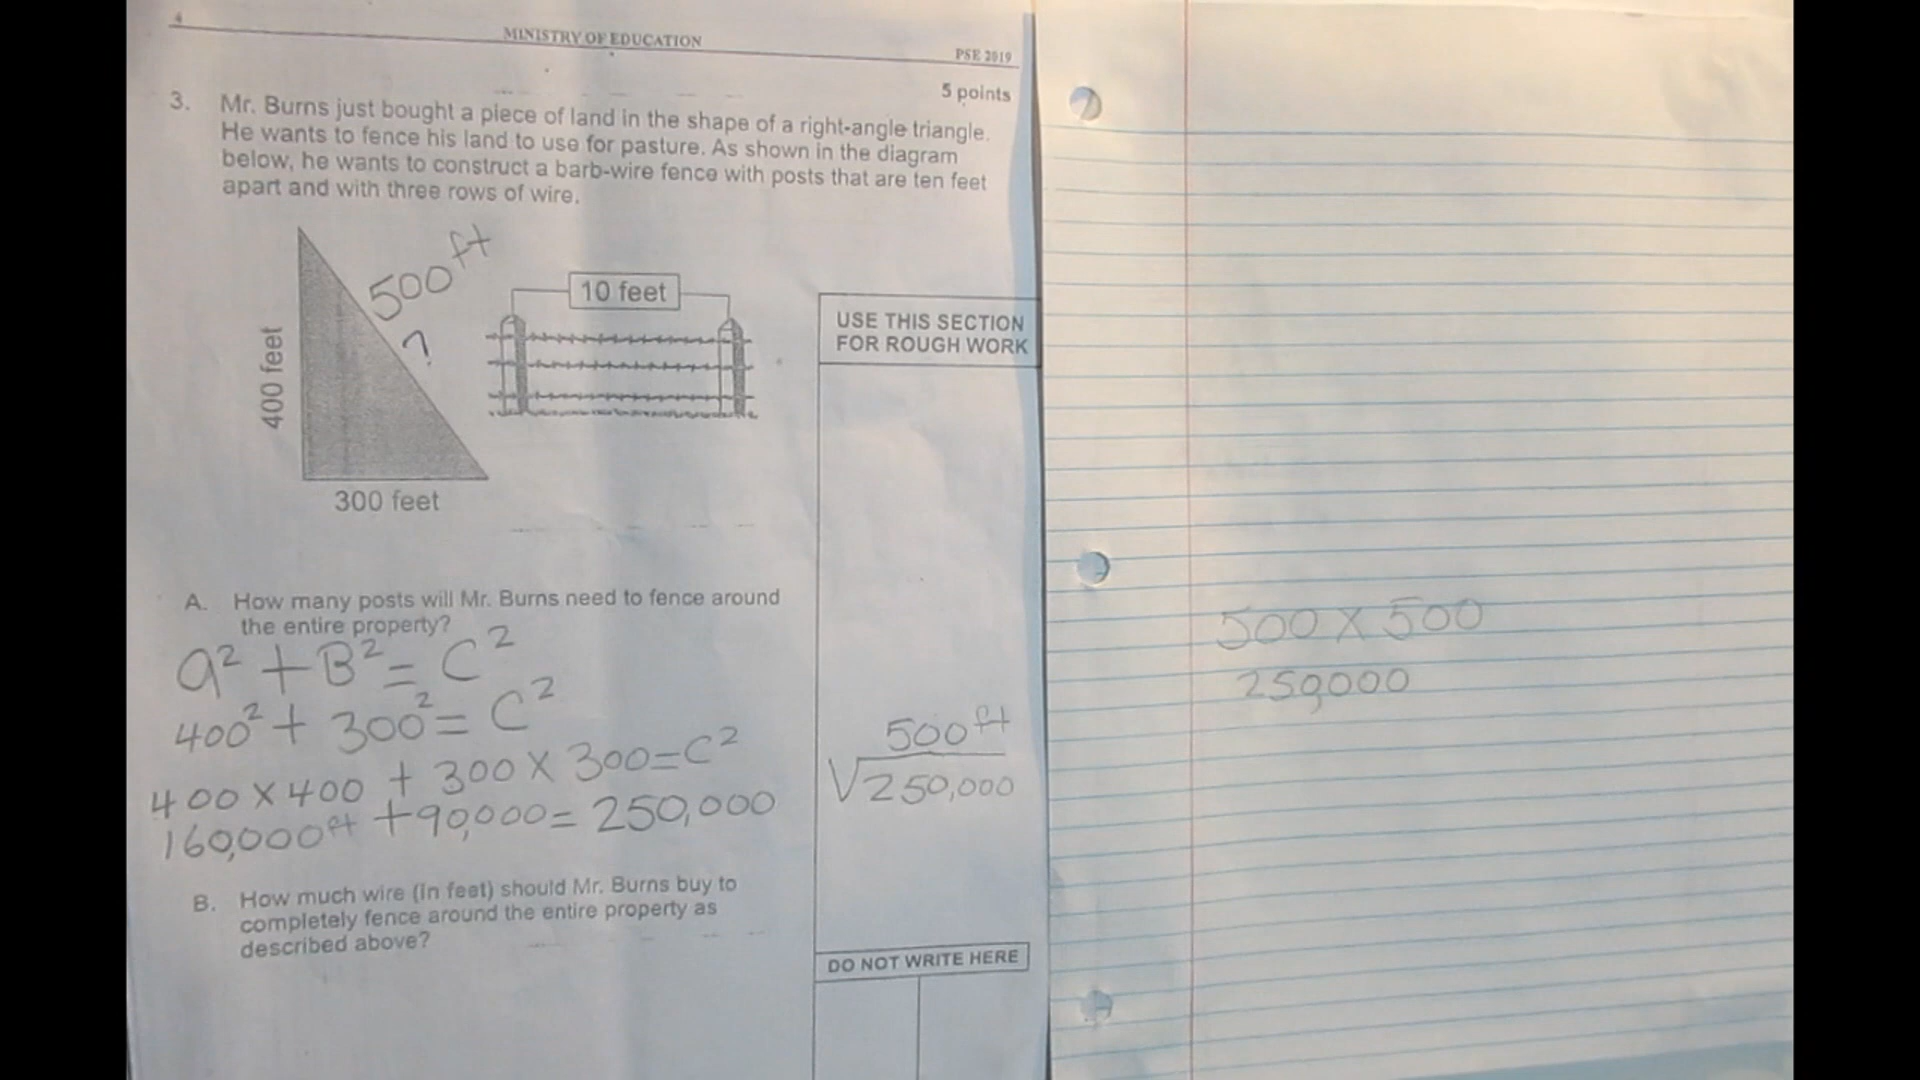 4
MINISTRY OF EDUCATION
PSE 2019
5 points
3. Mr. Burns just bought a piece of land in the shape of a right-angle triangle.
He wants to fence his land to use for pasture. As shown in the diagram
below, he wants to construct a barb-wire fence with posts that are ten feet
apart and with three rows of wire.
500 ft
?
400 feet
300 feet
10 feet
USE THIS SECTION
FOR ROUGH WORK
A. How many posts will Mr. Burns need to fence around
the entire property?
a² + B² = C²
400² + 300² = C²
400 x 400 + 300 x 300 = C²
160,000 ft + 90,000 = 250,000
500 ft
√250,000
500 x 500
250,000
B. How much wire (in feet) should Mr. Burns buy to
completely fence around the entire property as
described above?
DO NOT WRITE HERE